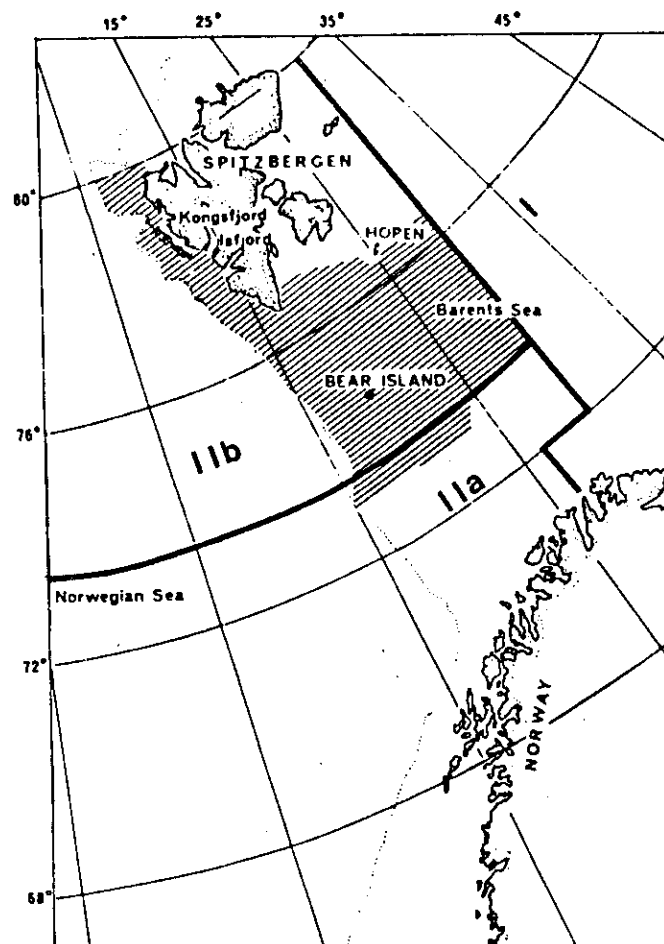 15° 25° 35° 45°
80°
SPITZBERGEN
Kongsfjord
Isfjord
HOPEN
Barents Sea
BEAR ISLAND
76°
IIb
IIa
Norwegian Sea
72°
NORWAY
68°